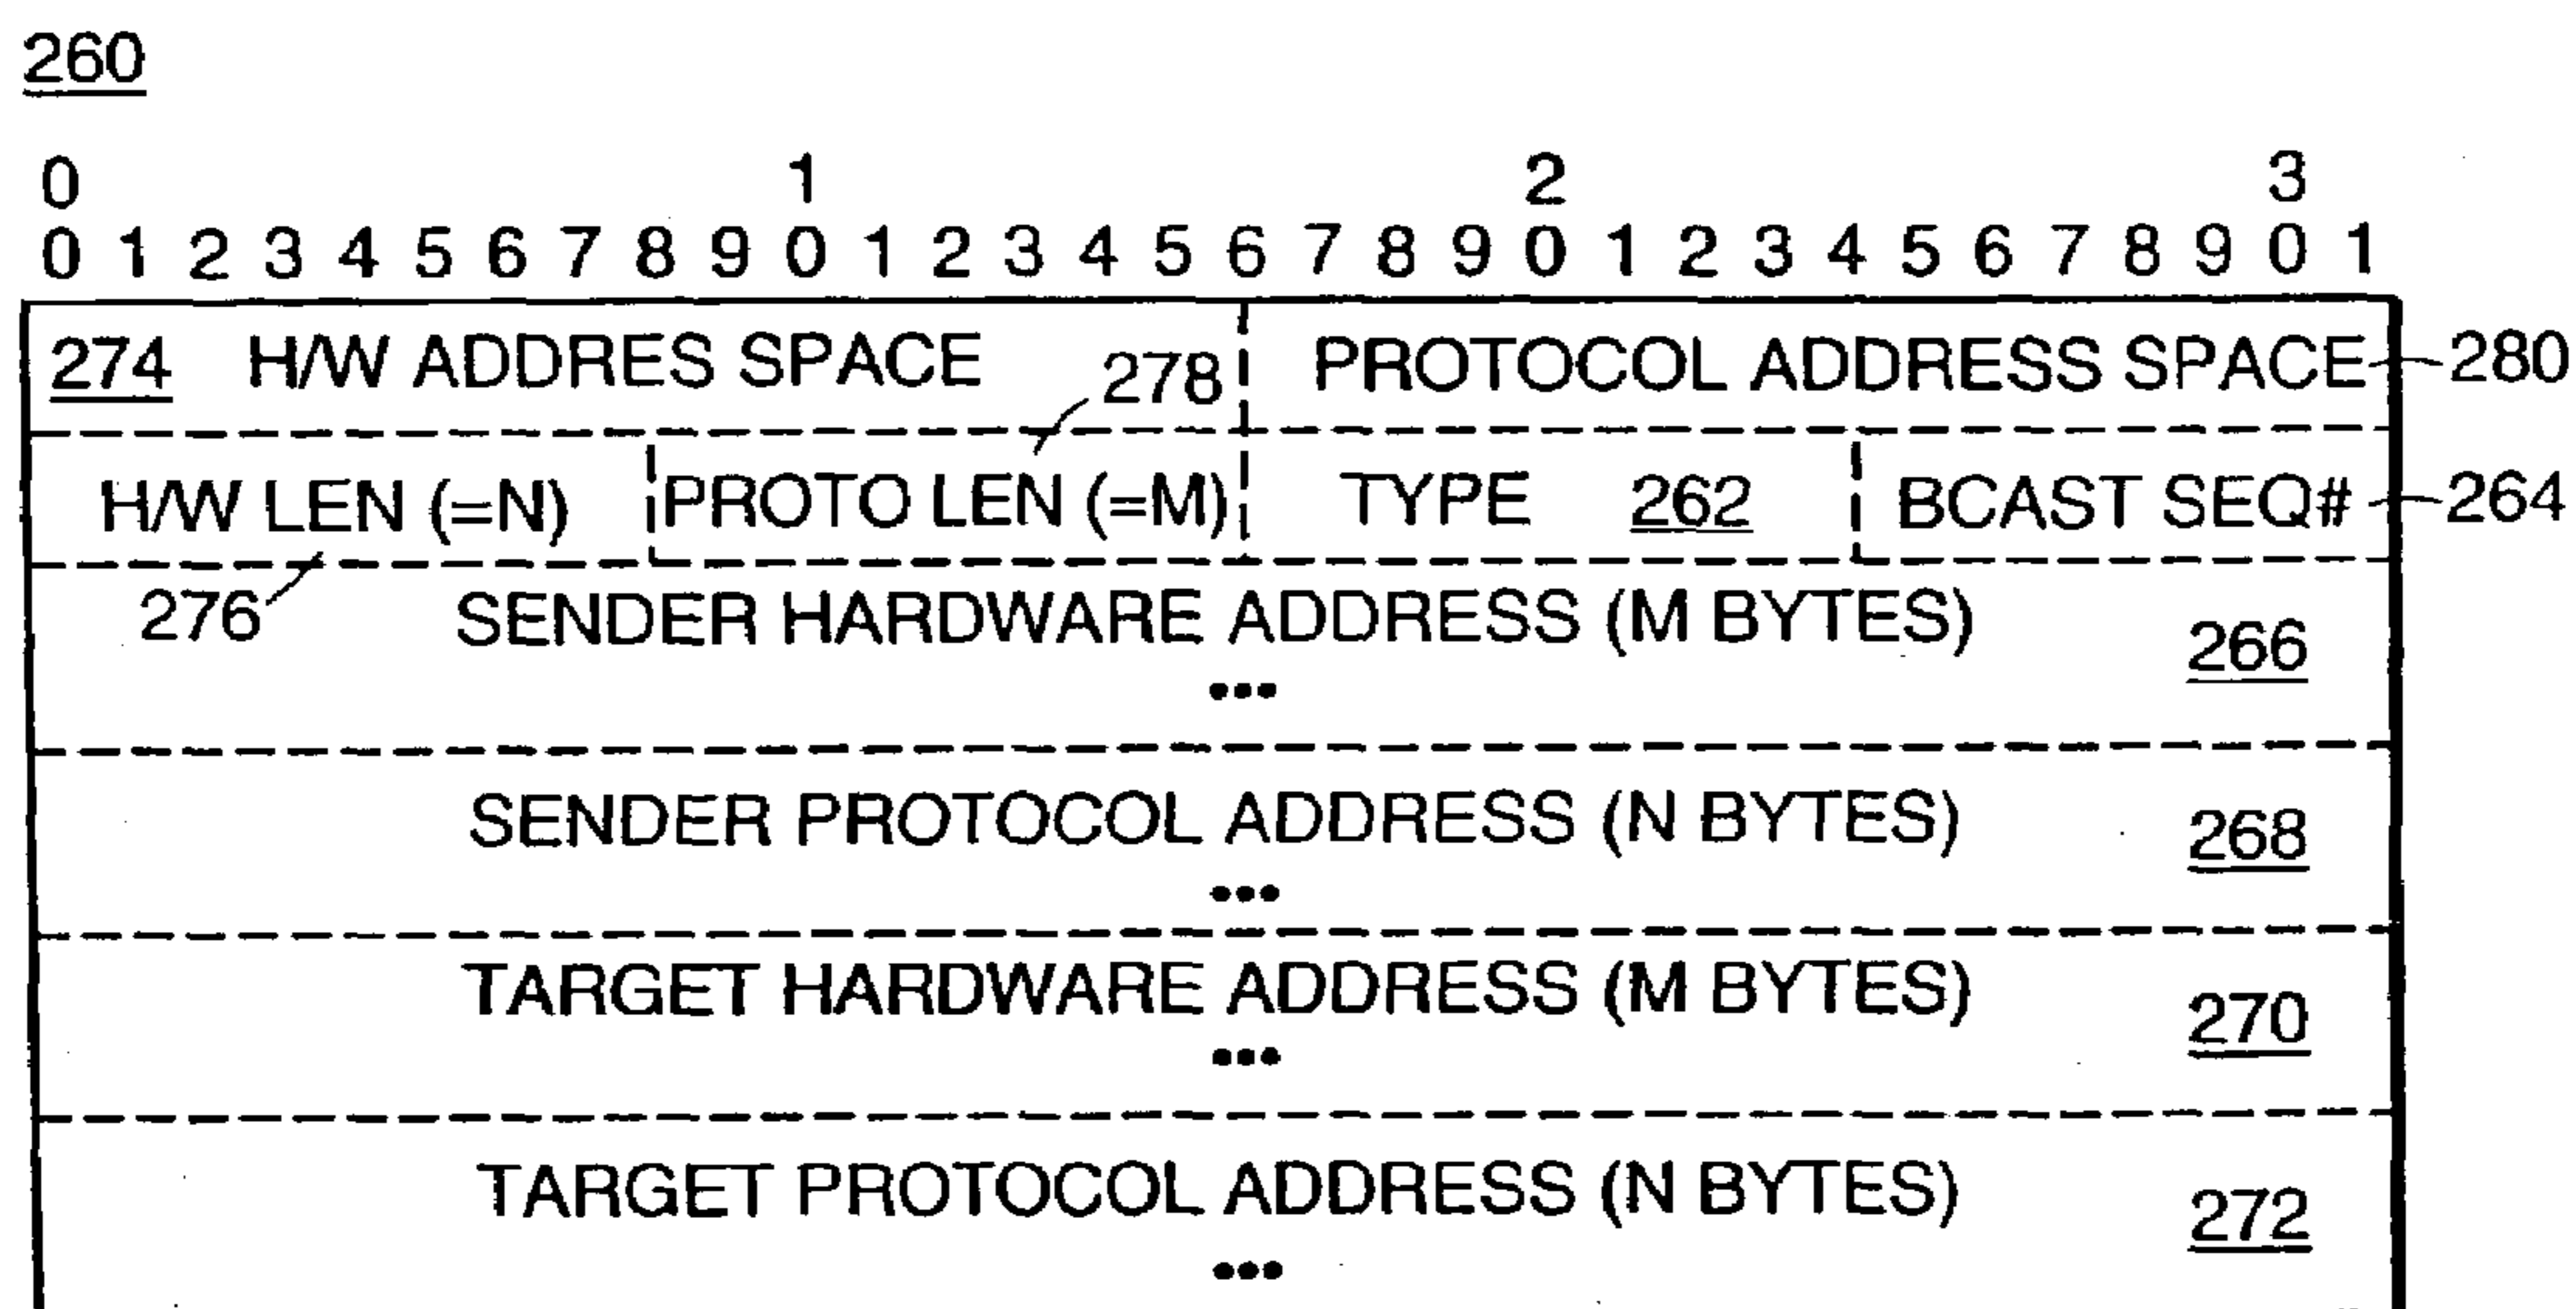 260
0 1 2 3
0 1 2 3 4 5 6 7 8 9 0 1 2 3 4 5 6 7 8 9 0 1 2 3 4 5 6 7 8 9 0 1
274 H/W ADDRES SPACE 278 PROTOCOL ADDRESS SPACE 280
H/W LEN (=N) PROTO LEN (=M) TYPE 262 BCAST SEQ# 264
276 SENDER HARDWARE ADDRESS (M BYTES) 266
•••
SENDER PROTOCOL ADDRESS (N BYTES) 268
•••
TARGET HARDWARE ADDRESS (M BYTES) 270
•••
TARGET PROTOCOL ADDRESS (N BYTES) 272
•••